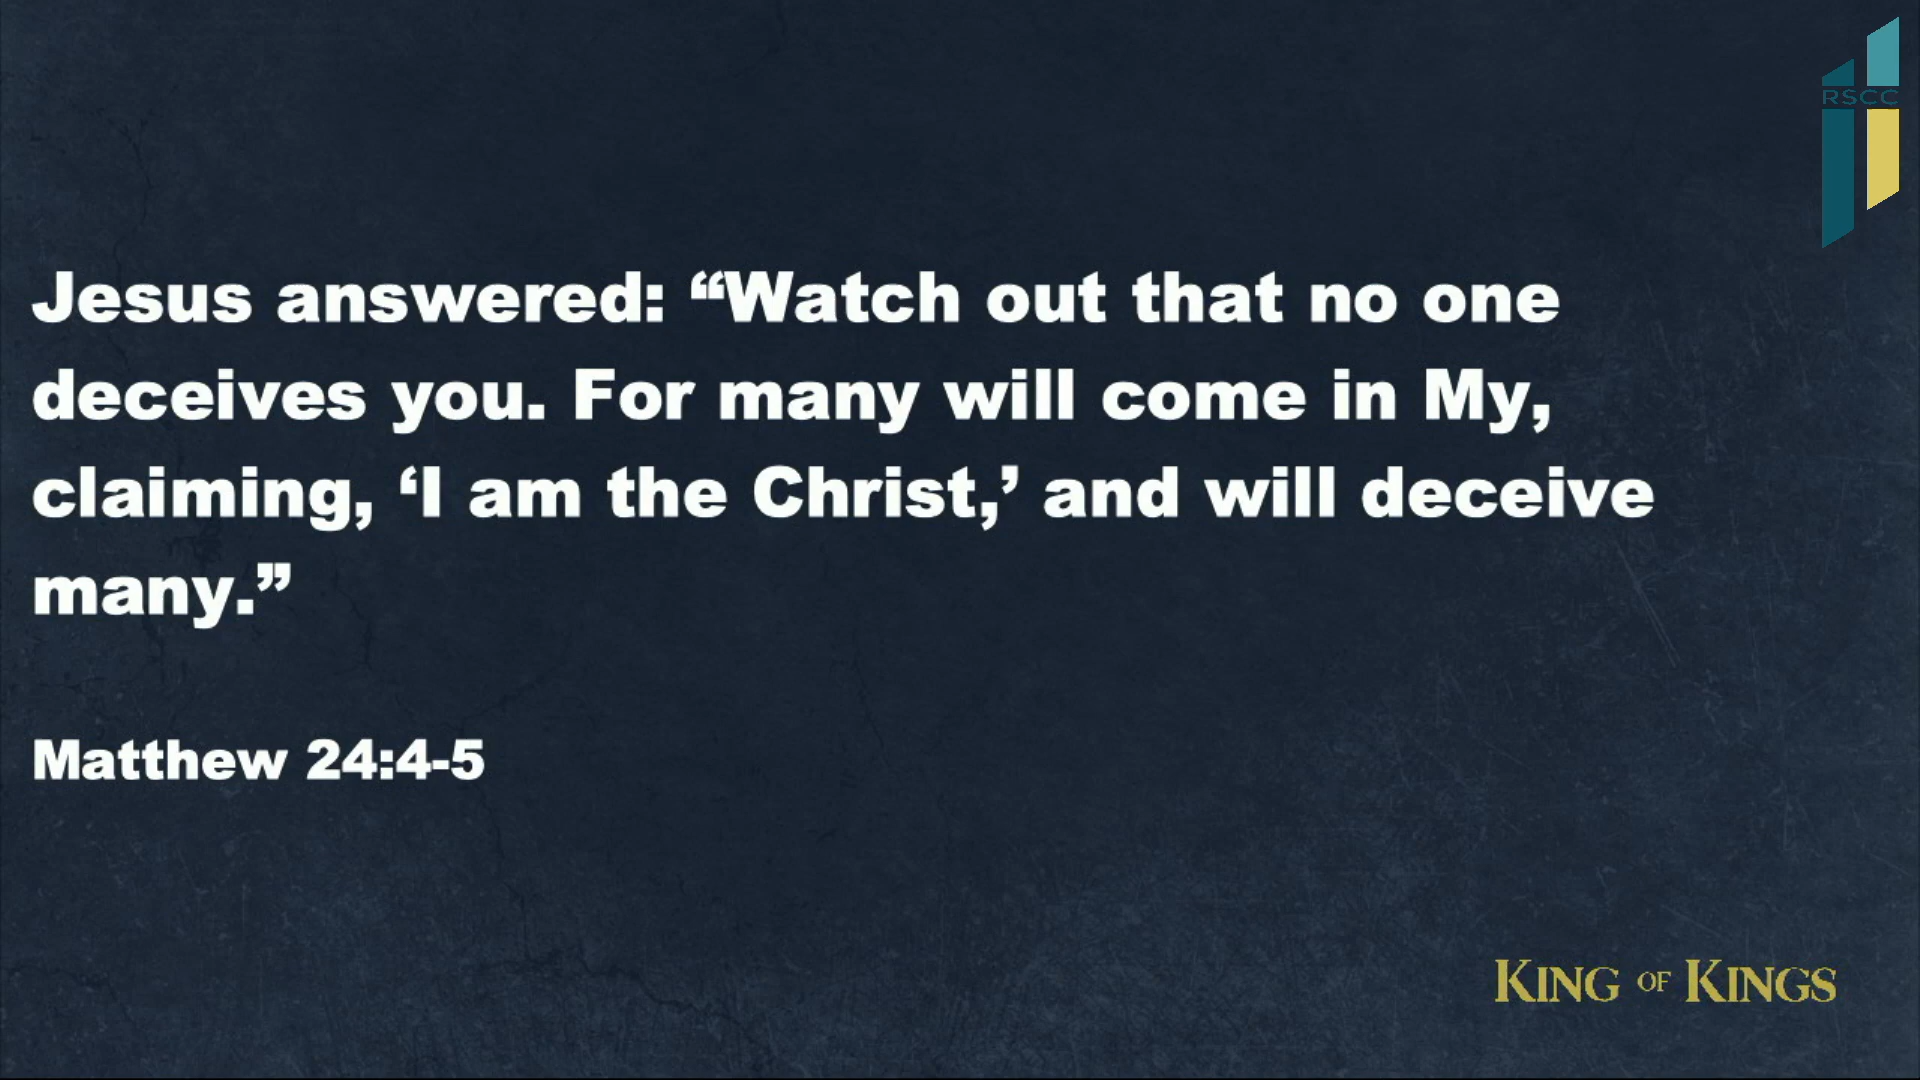 RSCC
Jesus answered: “Watch out that no one
deceives you. For many will come in My,
claiming, ‘I am the Christ,’ and will deceive
many.”
Matthew 24:4-5
KING OF KINGS